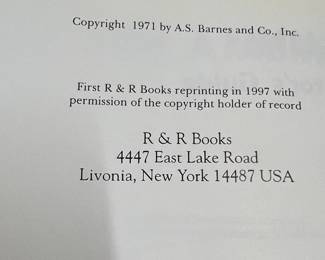 Copyright 1971 by A.S. Barnes and Co., Inc.
First R & R Books reprinting in 1997 with
permission of the copyright holder of record
R & R Books
4447 East Lake Road
Livonia, New York 14487 USA